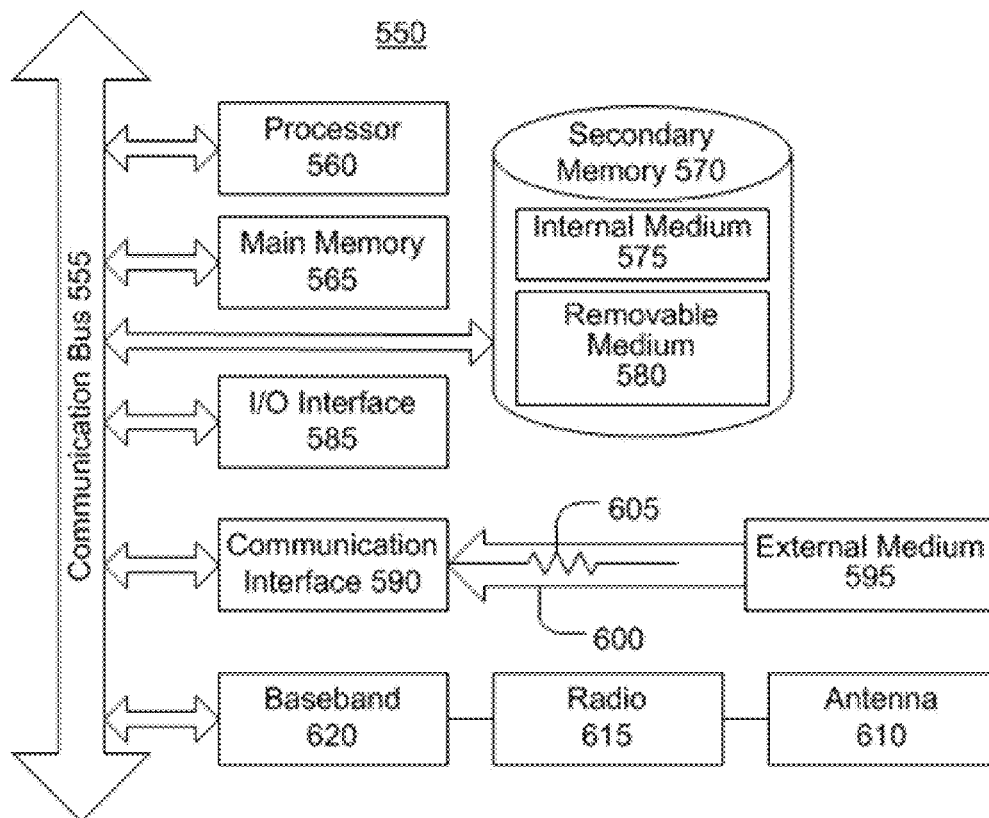 550
Communication Bus 555
Processor
560
Secondary
Memory 570
Main Memory
565
Internal Medium
575
Removable
Medium
580
I/O Interface
585
605
Communication
Interface 590
External Medium
595
600
Baseband
620
Radio
615
Antenna
610